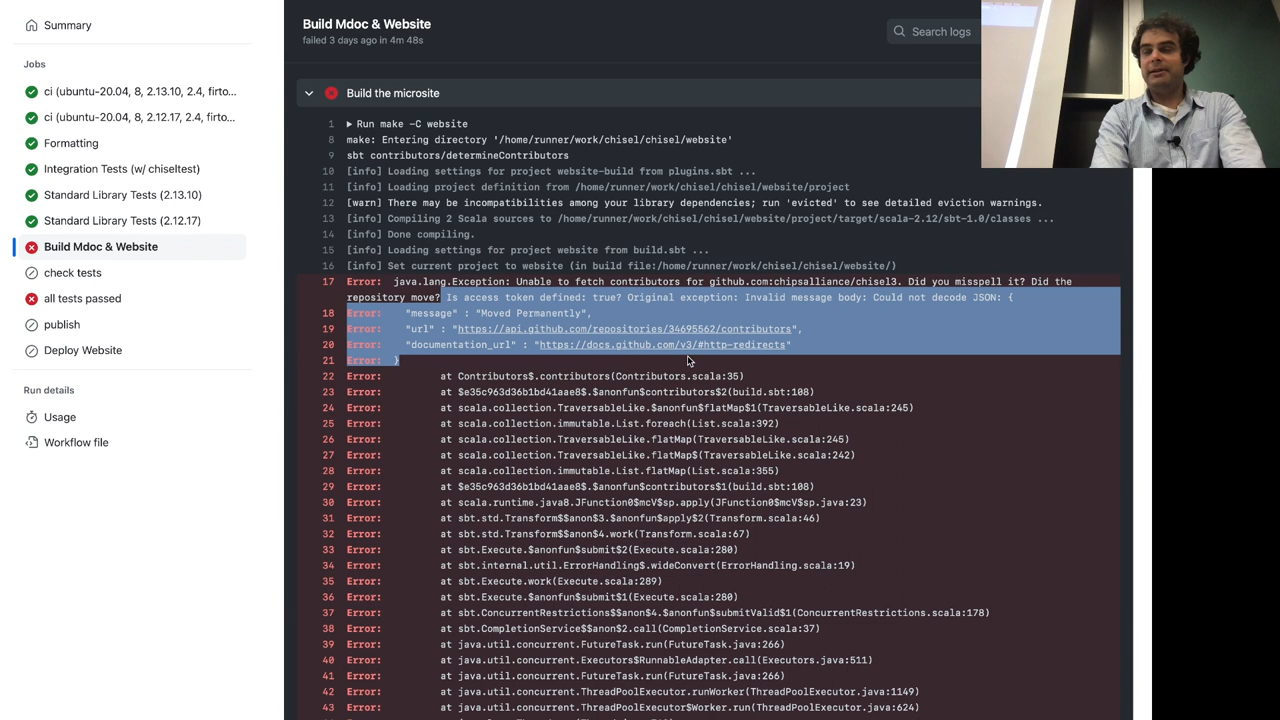 Summary
Jobs
ci (ubuntu-20.04, 8, 2.13.10, 2.4, firto...
ci (ubuntu-20.04, 8, 2.12.17, 2.4, firto...
Formatting
Integration Tests (w/ chiseltest)
Standard Library Tests (2.13.10)
Standard Library Tests (2.12.17)
Build Mdoc & Website
check tests
all tests passed
publish
Deploy Website
Run details
Usage
Workflow file
Build Mdoc & Website
failed 3 days ago in 4m 48s
Search logs
Build the microsite
1 Run make -C website
8 make: Entering directory '/home/runner/work/chisel/chisel/website'
9 sbt contributors/determineContributors
10 [info] Loading settings for project website-build from plugins.sbt ...
11 [info] Loading project definition from /home/runner/work/chisel/chisel/website/project
12 [warn] There may be incompatibilities among your library dependencies; run 'evicted' to see detailed eviction warnings.
13 [info] Compiling 2 Scala sources to /home/runner/work/chisel/chisel/website/project/target/scala-2.12/sbt-1.0/classes ...
14 [info] Done compiling.
15 [info] Loading settings for project website from build.sbt ...
16 [info] Set current project to website (in build file:/home/runner/work/chisel/chisel/website/)
17 Error: java.lang.Exception: Unable to fetch contributors for github.com:chipsalliance/chisel3. Did you misspell it? Did the
repository move? Is access token defined: true? Original exception: Invalid message body: Could not decode JSON: {
18 Error: "message" : "Moved Permanently",
19 Error: "url" : "https://api.github.com/repositories/34695562/contributors",
20 Error: "documentation_url" : "https://docs.github.com/v3/#http-redirects"
21 Error: }
22 Error: at Contributors$.contributors(Contributors.scala:35)
23 Error: at $e35c963d36b1bd41aae8$.$anonfun$contributors$2(build.sbt:108)
24 Error: at scala.collection.TraversableLike.$anonfun$flatMap$1(TraversableLike.scala:245)
25 Error: at scala.collection.immutable.List.foreach(List.scala:392)
26 Error: at scala.collection.TraversableLike.flatMap(TraversableLike.scala:245)
27 Error: at scala.collection.TraversableLike.flatMap$(TraversableLike.scala:242)
28 Error: at scala.collection.immutable.List.flatMap(List.scala:355)
29 Error: at $e35c963d36b1bd41aae8$.$anonfun$contributors$1(build.sbt:108)
30 Error: at scala.runtime.java8.JFunction0$mcV$sp.apply(JFunction0$mcV$sp.java:23)
31 Error: at sbt.std.Transform$$anon$3.$anonfun$apply$2(Transform.scala:46)
32 Error: at sbt.std.Transform$$anon$4.work(Transform.scala:67)
33 Error: at sbt.Execute.$anonfun$submit$2(Execute.scala:280)
34 Error: at sbt.internal.util.ErrorHandling$.wideConvert(ErrorHandling.scala:19)
35 Error: at sbt.Execute.work(Execute.scala:289)
36 Error: at sbt.Execute.$anonfun$submit$1(Execute.scala:280)
37 Error: at sbt.ConcurrentRestrictions$$anon$4.$anonfun$submitValid$1(ConcurrentRestrictions.scala:178)
38 Error: at sbt.CompletionService$$anon$2.call(CompletionService.scala:37)
39 Error: at java.util.concurrent.FutureTask.run(FutureTask.java:266)
40 Error: at java.util.concurrent.Executors$RunnableAdapter.call(Executors.java:511)
41 Error: at java.util.concurrent.FutureTask.run(FutureTask.java:266)
42 Error: at java.util.concurrent.ThreadPoolExecutor.runWorker(ThreadPoolExecutor.java:1149)
43 Error: at java.util.concurrent.ThreadPoolExecutor$Worker.run(ThreadPoolExecutor.java:624)